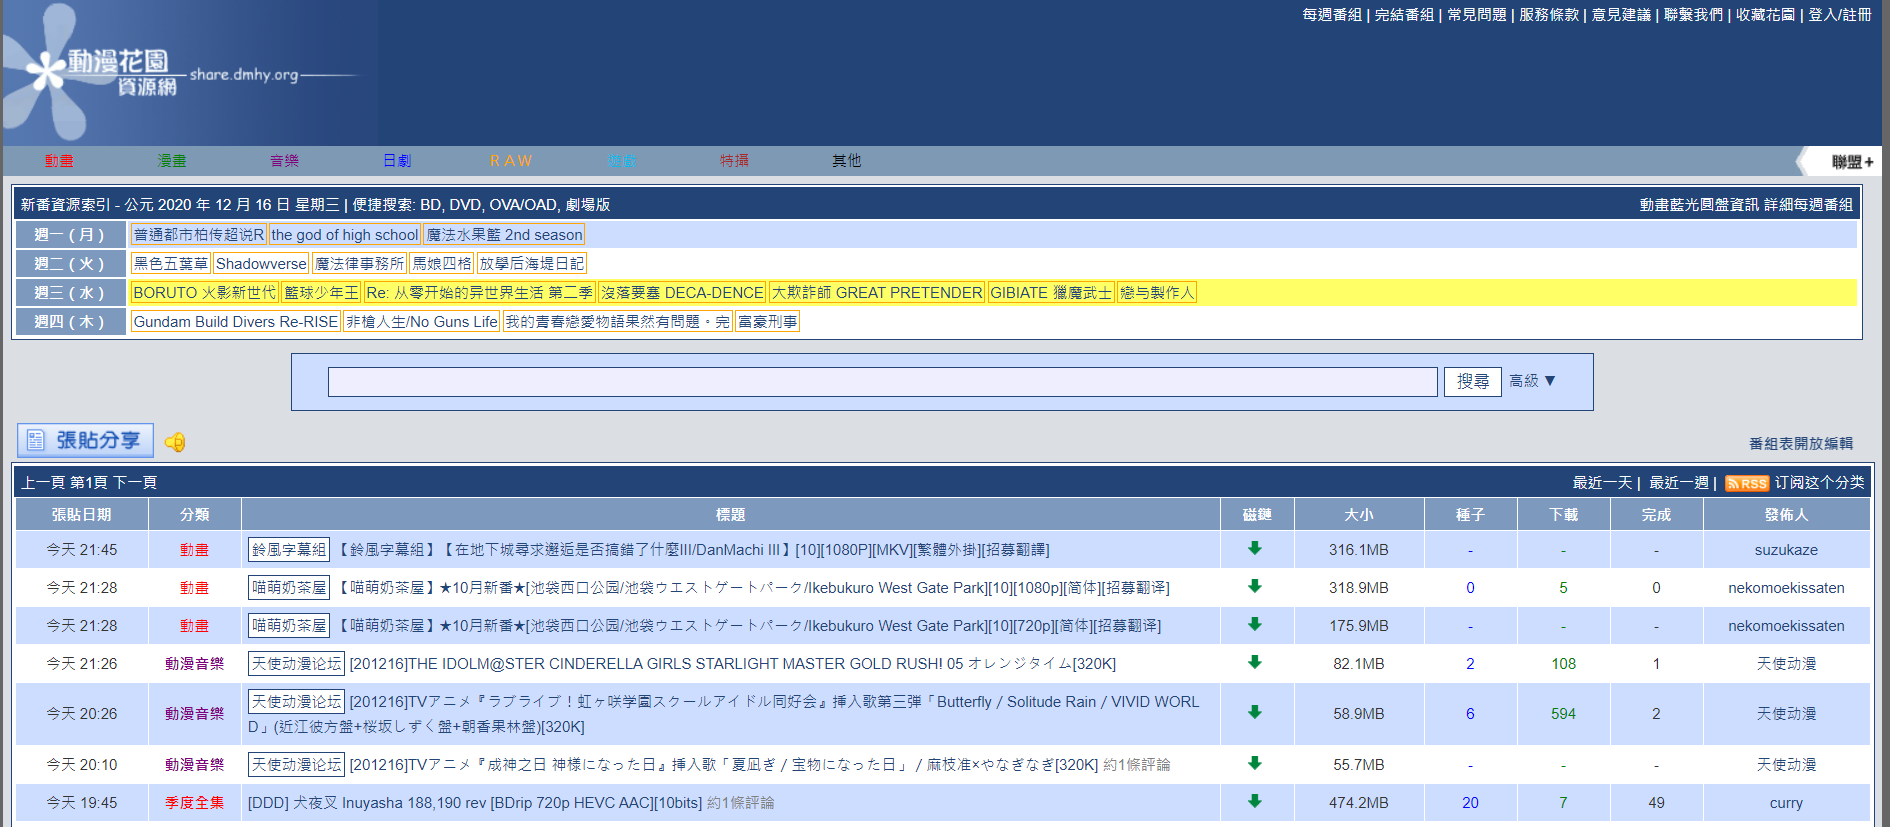 每週番組 | 完結番組 | 常見問題 | 服務條款 | 意見建議 | 聯繫我們 | 收藏花園 | 登入/註冊
動漫花園
資源網
share.dmhy.org
動畫 漫畫 音樂 日劇 RAW 遊戲 特攝 其他 聯盟+
新番資源索引 - 公元 2020 年 12 月 16 日 星期三 | 便捷搜索: BD, DVD, OVA/OAD, 劇場版 動畫藍光圓盤資訊 詳細每週番組
週一（月） 普通都市柏传超说R the god of high school 魔法水果籃 2nd season
週二（火） 黑色五葉草 Shadowverse 魔法律事務所 馬娘四格 放學后海堤日記
週三（水） BORUTO 火影新世代 籃球少年王 Re: 从零开始的异世界生活 第二季 沒落要塞 DECA-DENCE 大欺詐師 GREAT PRETENDER GIBIATE 獵魔武士 戀与製作人
週四（木） Gundam Build Divers Re-RISE 非槍人生/No Guns Life 我的青春戀愛物語果然有問題。完 富豪刑事
搜尋 高級 ▼
張貼分享
番組表開放編輯
上一頁 第1頁 下一頁 最近一天 | 最近一週 | RSS 订阅这个分类
張貼日期 分類 標題 磁鏈 大小 種子 下載 完成 發佈人
今天 21:45 動畫 鈴風字幕組 【鈴風字幕組】【在地下城尋求邂逅是否搞錯了什麼III/DanMachi III】[10][1080P][MKV][繁體外掛][招募翻譯] 316.1MB - - - suzukaze
今天 21:28 動畫 喵萌奶茶屋 【喵萌奶茶屋】★10月新番★[池袋西口公园/池袋ウエストゲートパーク/Ikebukuro West Gate Park][10][1080p][简体][招募翻译] 318.9MB 0 5 0 nekomoekissaten
今天 21:28 動畫 喵萌奶茶屋 【喵萌奶茶屋】★10月新番★[池袋西口公园/池袋ウエストゲートパーク/Ikebukuro West Gate Park][10][720p][简体][招募翻译] 175.9MB - - - nekomoekissaten
今天 21:26 動漫音樂 天使动漫论坛 [201216]THE IDOLM@STER CINDERELLA GIRLS STARLIGHT MASTER GOLD RUSH! 05 オレンジタイム[320K] 82.1MB 2 108 1 天使动漫
今天 20:26 動漫音樂 天使动漫论坛 [201216]TVアニメ『ラブライブ！虹ヶ咲学園スクールアイドル同好会』挿入歌第三弾「Butterfly / Solitude Rain / VIVID WORL
D」(近江彼方盤+桜坂しずく盤+朝香果林盤)[320K] 58.9MB 6 594 2 天使动漫
今天 20:10 動漫音樂 天使动漫论坛 [201216]TVアニメ『成神之日 神様になった日』挿入歌「夏凪ぎ / 宝物になった日」 / 麻枝准×やなぎなぎ[320K] 約1條評論 55.7MB - - - 天使动漫
今天 19:45 季度全集 [DDD] 犬夜叉 Inuyasha 188,190 rev [BDrip 720p HEVC AAC][10bits] 約1條評論 474.2MB 20 7 49 curry